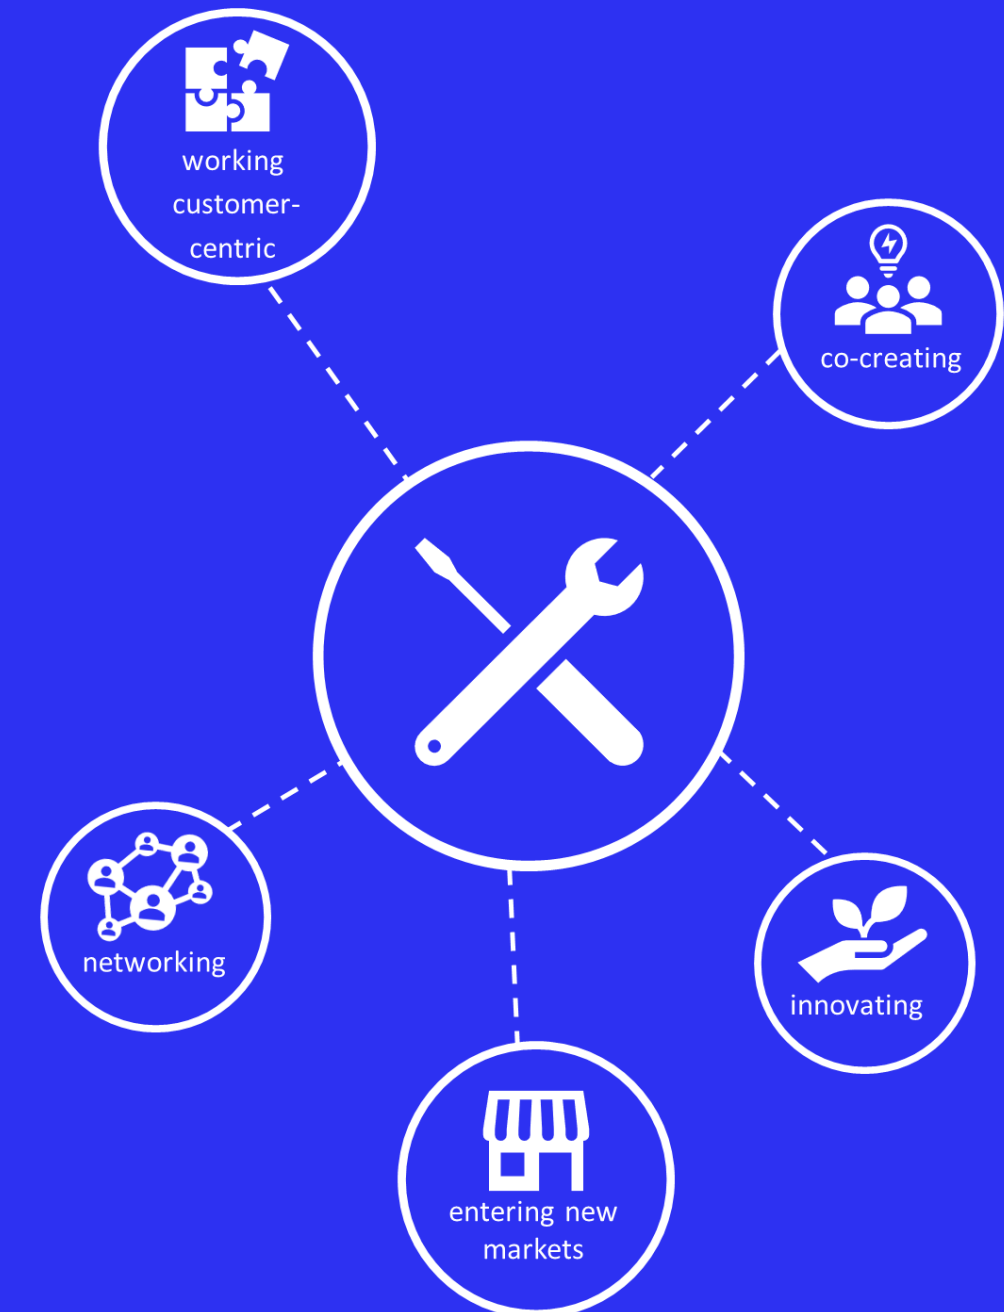 working
customer-
centric
co-creating
networking
innovating
entering new
markets